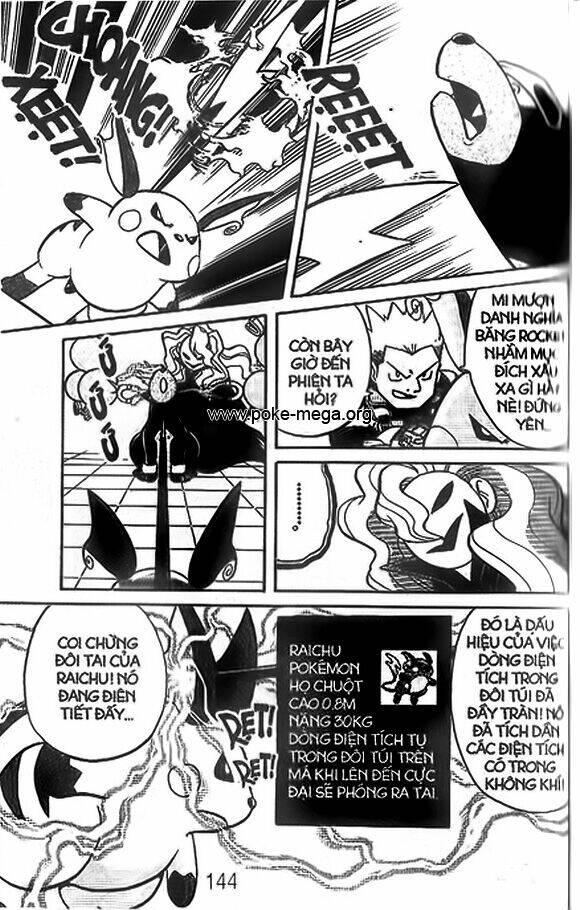 RẸẸẸT
CHOANG!
XẸẸT!
MI MƯỢN
DANH NGHĨA
BĂNG ROCKET
NHẰM MỤC
ĐÍCH XẤU
XA GÌ HẢ
NÈ! ĐỨNG
YÊN...
CÒN BÂY
GIỜ ĐẾN
PHIÊN TA
HỎI?
Ứ
Ứ
Ứ
www.poke-mega.org
ĐÓ LÀ DẤU
HIỆU CỦA VIỆC
DÒNG ĐIỆN
TÍCH TRONG
ĐÔI TÚI ĐÃ
ĐẦY TRÀN! NÓ
ĐÃ TÍCH DẦN
CÁC ĐIỆN TÍCH
CÓ TRONG
KHÔNG KHÍ!
RAICHU
POKÉMON
HỌ CHUỘT
CAO 0.8M
NẶNG 30KG
DÒNG ĐIỆN TÍCH TỤ
TRONG ĐÔI TÚI TRÊN
MÁ KHI LÊN ĐẾN CỰC
ĐẠI SẼ PHÓNG RA TAI.
COI CHỪNG
ĐÔI TAI CỦA
RAICHU! NÓ
ĐANG ĐIÊN
TIẾT ĐẤY...
RẸT!
RẸT!
144